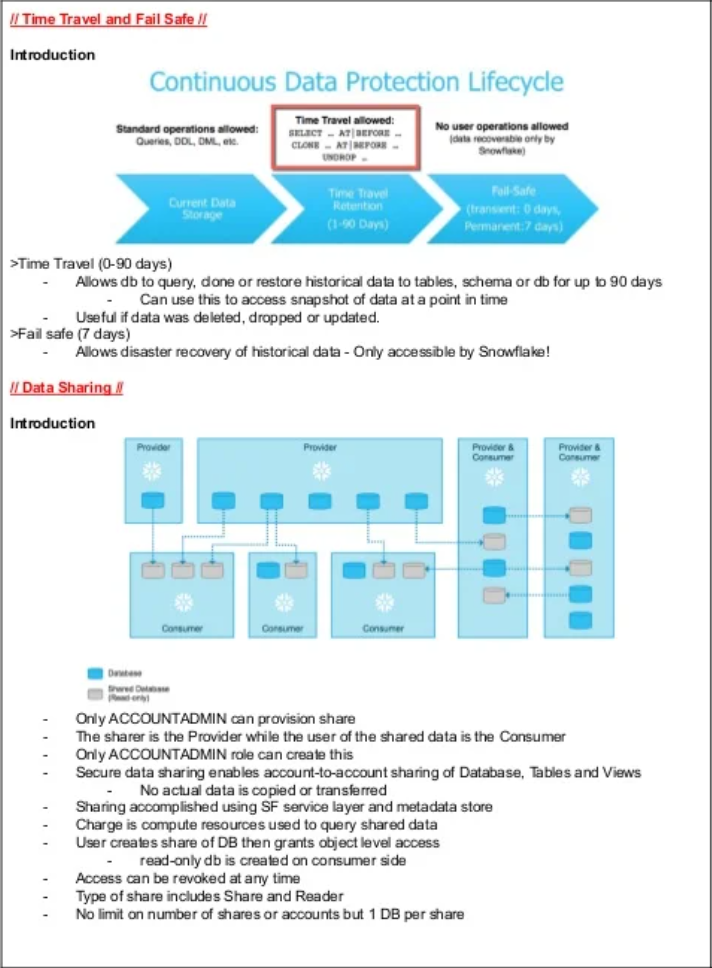 // Time Travel and Fail Safe //
Introduction
Continuous Data Protection Lifecycle
Standard operations allowed:
Queries, DDL, DML, etc.
Time Travel allowed:
SELECT … AT|BEFORE …
CLONE … AT|BEFORE …
UNDROP …
No user operations allowed
(data recoverable only by
Snowflake)
Current Data
Storage
Time Travel
Retention
(1-90 Days)
Fail-Safe
(transient: 0 days,
Permanent:7 days)
>Time Travel (0-90 days)
- Allows db to query, clone or restore historical data to tables, schema or db for up to 90 days
- Can use this to access snapshot of data at a point in time
- Useful if data was deleted, dropped or updated.
>Fail safe (7 days)
- Allows disaster recovery of historical data - Only accessible by Snowflake!
// Data Sharing //
Introduction
Provider
Provider
Provider &
Consumer
Provider &
Consumer
Consumer
Consumer
Consumer
Database
Shared Database
(Read-only)
- Only ACCOUNTADMIN can provision share
- The sharer is the Provider while the user of the shared data is the Consumer
- Only ACCOUNTADMIN role can create this
- Secure data sharing enables account-to-account sharing of Database, Tables and Views
- No actual data is copied or transferred
- Sharing accomplished using SF service layer and metadata store
- Charge is compute resources used to query shared data
- User creates share of DB then grants object level access
- read-only db is created on consumer side
- Access can be revoked at any time
- Type of share includes Share and Reader
- No limit on number of shares or accounts but 1 DB per share